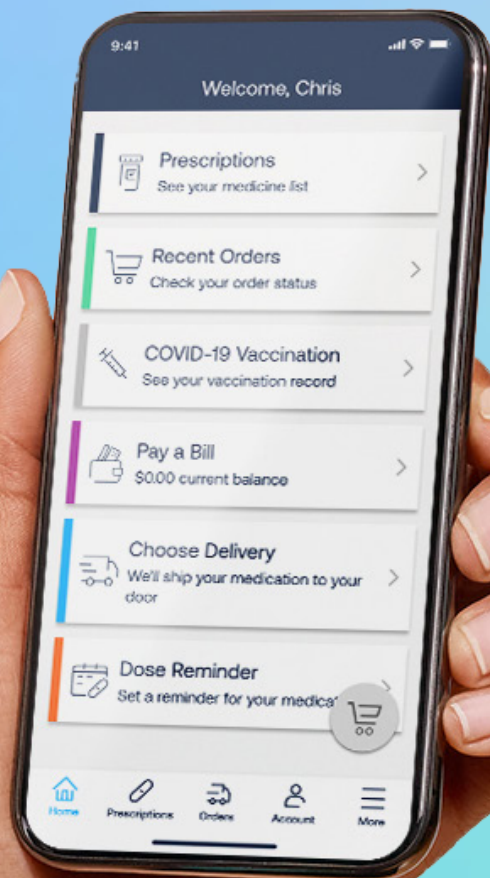 9:41
Welcome, Chris
Prescriptions
See your medicine list
Recent Orders
Check your order status
COVID-19 Vaccination
See your vaccination record
Pay a Bill
$0.00 current balance
Choose Delivery
We'll ship your medication to your
door
Dose Reminder
Set a reminder for your medica
Home
Prescriptions
Orders
Account
More